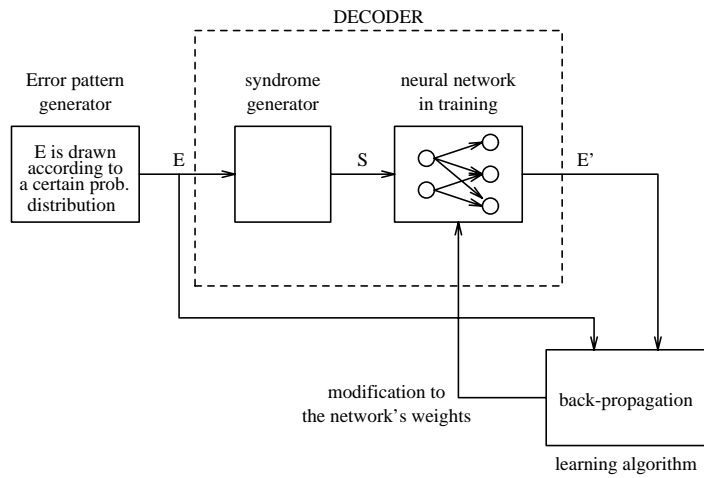 DECODER
Error pattern
generator
syndrome
generator
neural network
in training
E is drawn
according to
a certain prob.
distribution
E
S
E'
modification to
the network's weights
back-propagation
learning algorithm